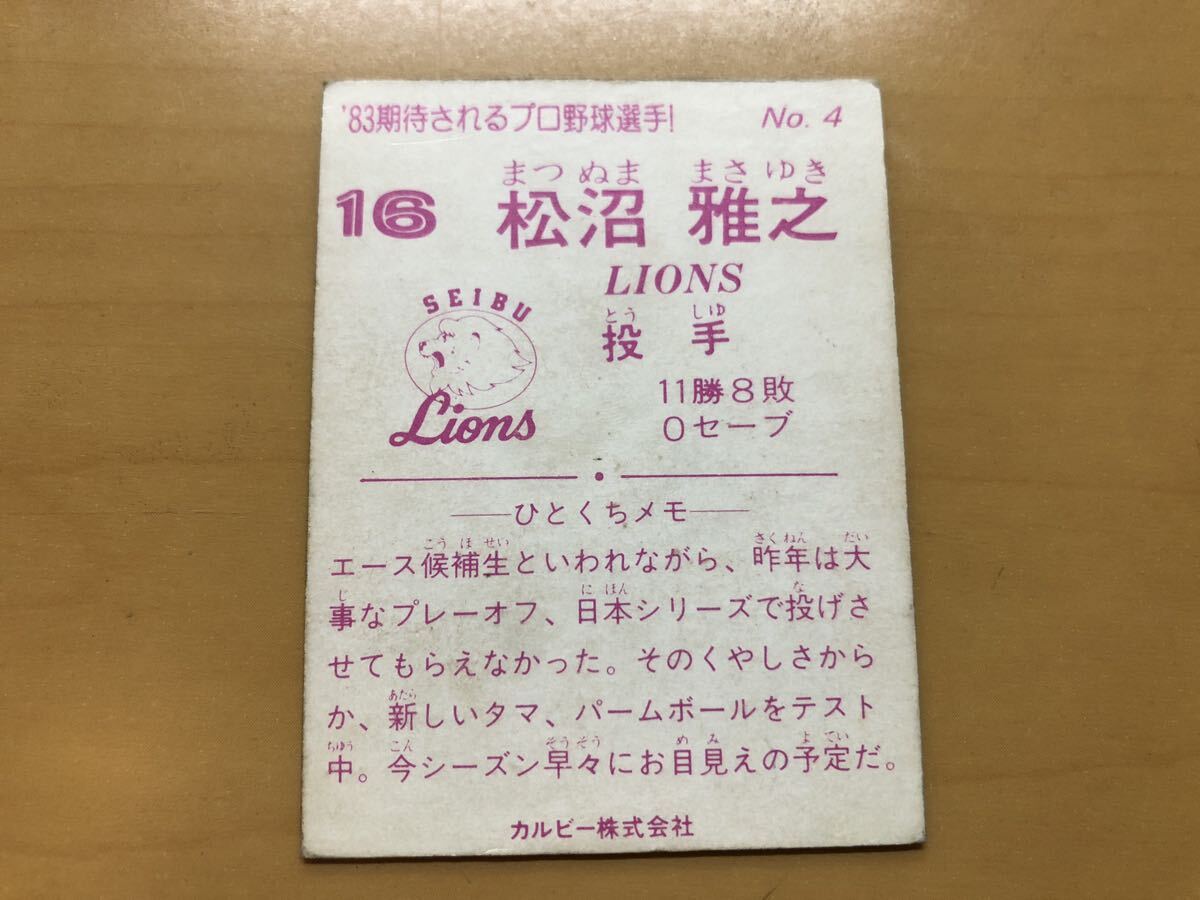 '83期待されるプロ野球選手! No. 4
まつ ぬま まさ ゆき
16 松沼 雅之
LIONS
とう しゆ
投 手
SEIBU
Lions
11勝8敗
0セーブ
ひとくちメモ
こう ほ せい さく ねん だい
エース候補生といわれながら、昨年は大
じ に ほん な
事なプレーオフ、日本シリーズで投げさ
せてもらえなかった。そのくやしさから
あたら
か、新しいタマ、パームボールをテスト
ちゆう こん そうそう め み よ てい
中。今シーズン早々にお目見えの予定だ。
カルビー株式会社